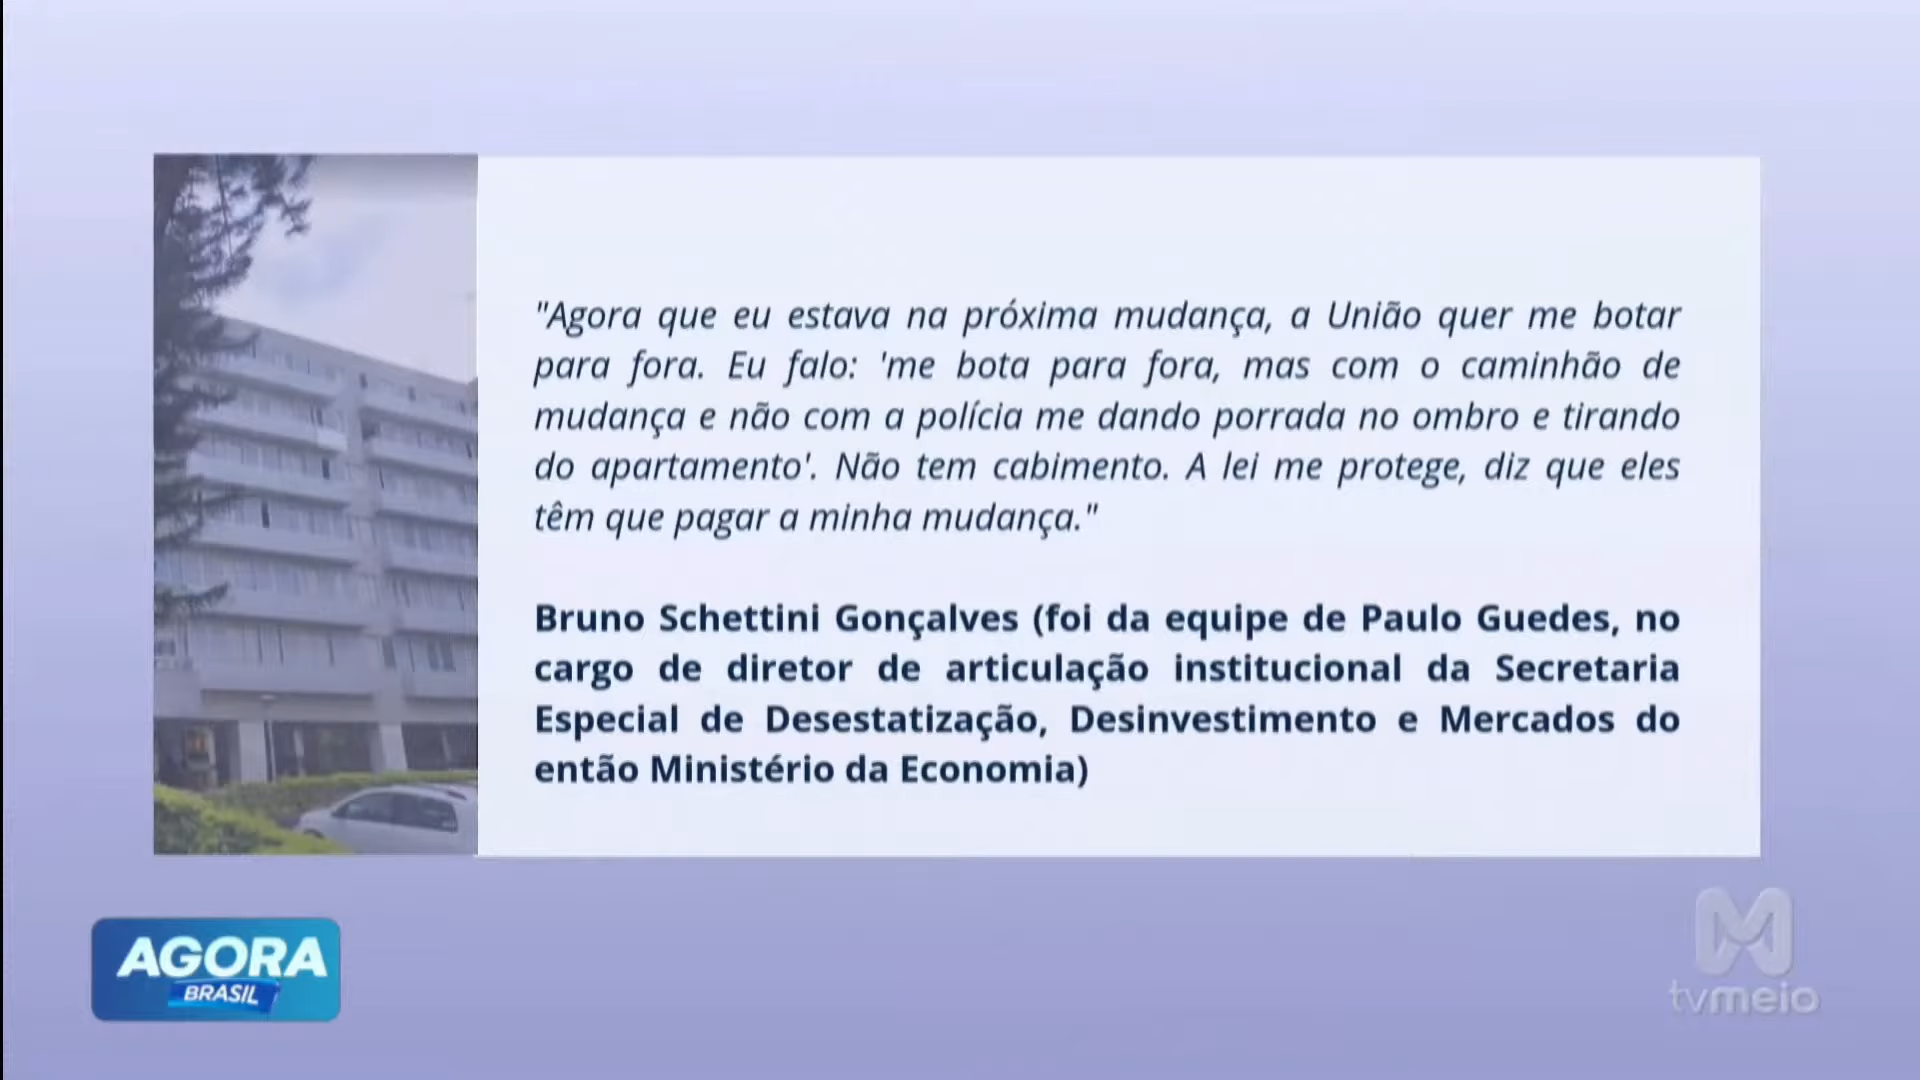 "Agora que eu estava na próxima mudança, a União quer me botar
para fora. Eu falo: 'me bota para fora, mas com o caminhão de
mudança e não com a polícia me dando porrada no ombro e tirando
do apartamento'. Não tem cabimento. A lei me protege, diz que eles
têm que pagar a minha mudança."
Bruno Schettini Gonçalves (foi da equipe de Paulo Guedes, no
cargo de diretor de articulação institucional da Secretaria
Especial de Desestatização, Desinvestimento e Mercados do
então Ministério da Economia)
AGORA
BRASIL
tvmeio